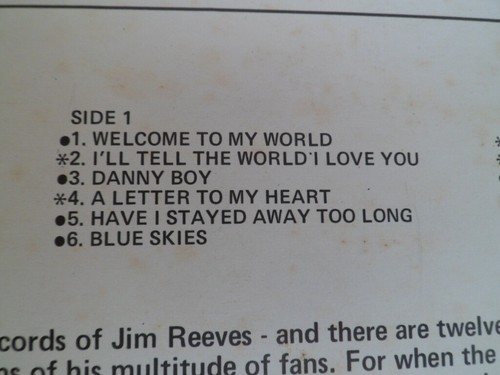 SIDE 1
●1. WELCOME TO MY WORLD
*2. I'LL TELL THE WORLD I LOVE YOU
●3. DANNY BOY
*4. A LETTER TO MY HEART
●5. HAVE I STAYED AWAY TOO LONG
●6. BLUE SKIES
cords of Jim Reeves - and there are twelve
of his multitude of fans. For when the